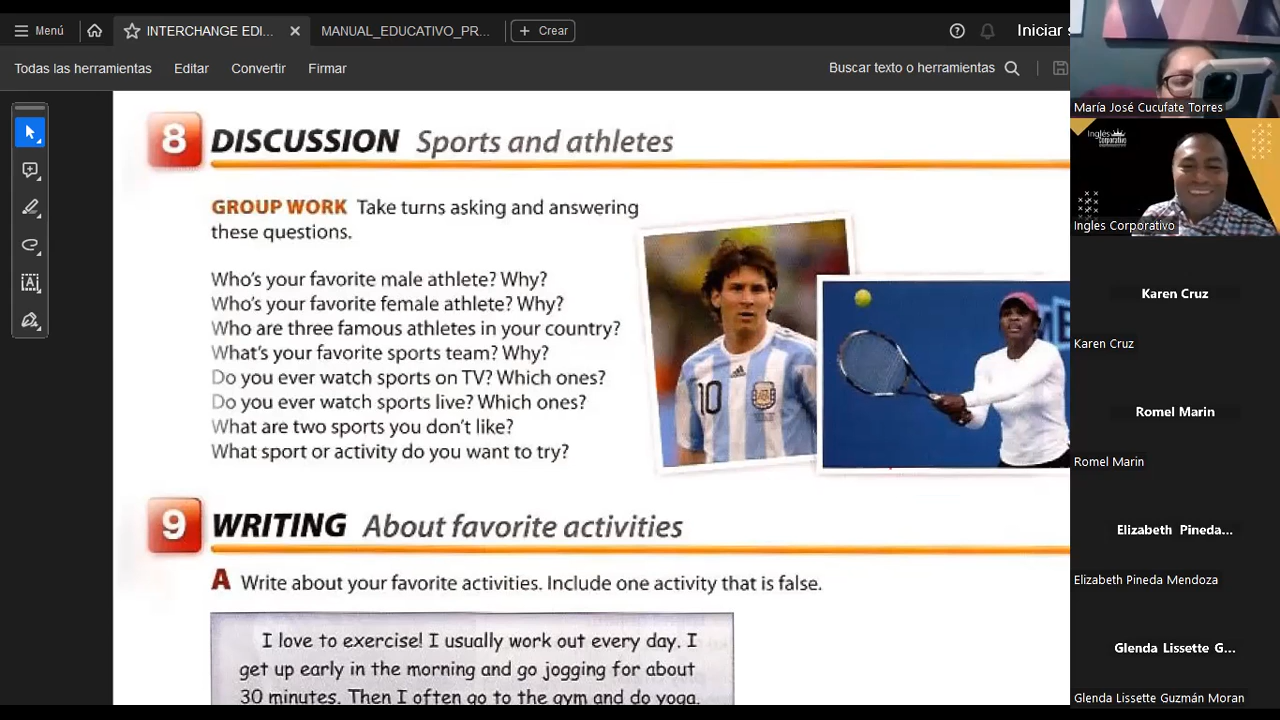 Menú
INTERCHANGE EDI...
MANUAL_EDUCATIVO_PR...
Crear
Iniciar s
Todas las herramientas
Editar
Convertir
Firmar
Buscar texto o herramientas
8 DISCUSSION Sports and athletes
GROUP WORK Take turns asking and answering
these questions.
Who's your favorite male athlete? Why?
Who's your favorite female athlete? Why?
Who are three famous athletes in your country?
What's your favorite sports team? Why?
Do you ever watch sports on TV? Which ones?
Do you ever watch sports live? Which ones?
What are two sports you don't like?
What sport or activity do you want to try?
10
9 WRITING About favorite activities
A Write about your favorite activities. Include one activity that is false.
I love to exercise! I usually work out every day. I
get up early in the morning and go jogging for about
30 minutes. Then I often go to the gym and do yoga.
María José Cucufate Torres
Inglés
Corporativo
Ingles Corporativo
Karen Cruz
Karen Cruz
Romel Marin
Romel Marin
Elizabeth Pineda...
Elizabeth Pineda Mendoza
Glenda Lissette G...
Glenda Lissette Guzmán Moran